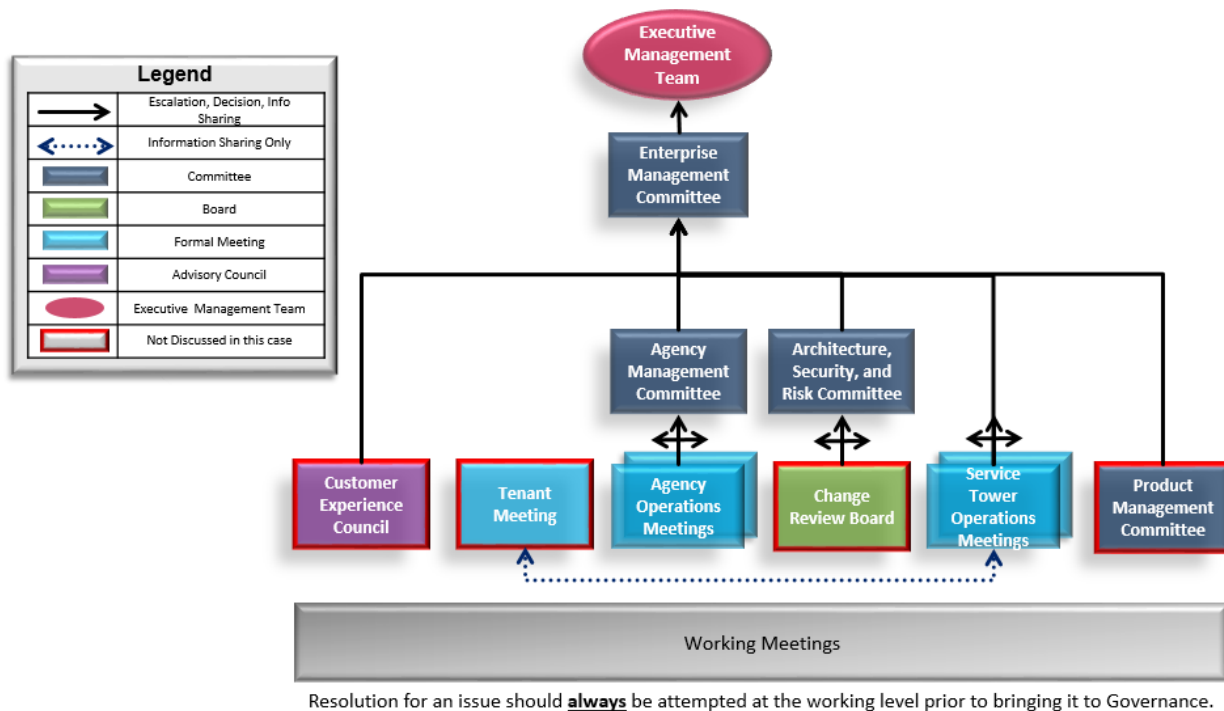 Legend
Escalation, Decision, Info
Sharing
Information Sharing Only
Committee
Board
Formal Meeting
Advisory Council
Executive Management Team
Not Discussed in this case
Executive
Management
Team
Enterprise
Management
Committee
Agency
Management
Committee
Architecture,
Security, and
Risk Committee
Customer
Experience
Council
Tenant
Meeting
Agency
Operations
Meetings
Change
Review Board
Service
Tower
Operations
Meetings
Product
Management
Committee
Working Meetings
Resolution for an issue should always be attempted at the working level prior to bringing it to Governance.